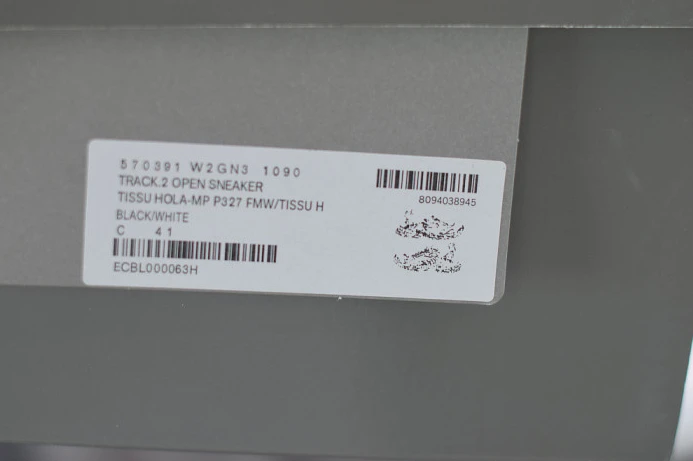 570391 W2GN3 1090
TRACK.2 OPEN SNEAKER
TISSU HOLA-MP P327 FMW/TISSU H
BLACK/WHITE
C 41
ECBL000063H
8094038945